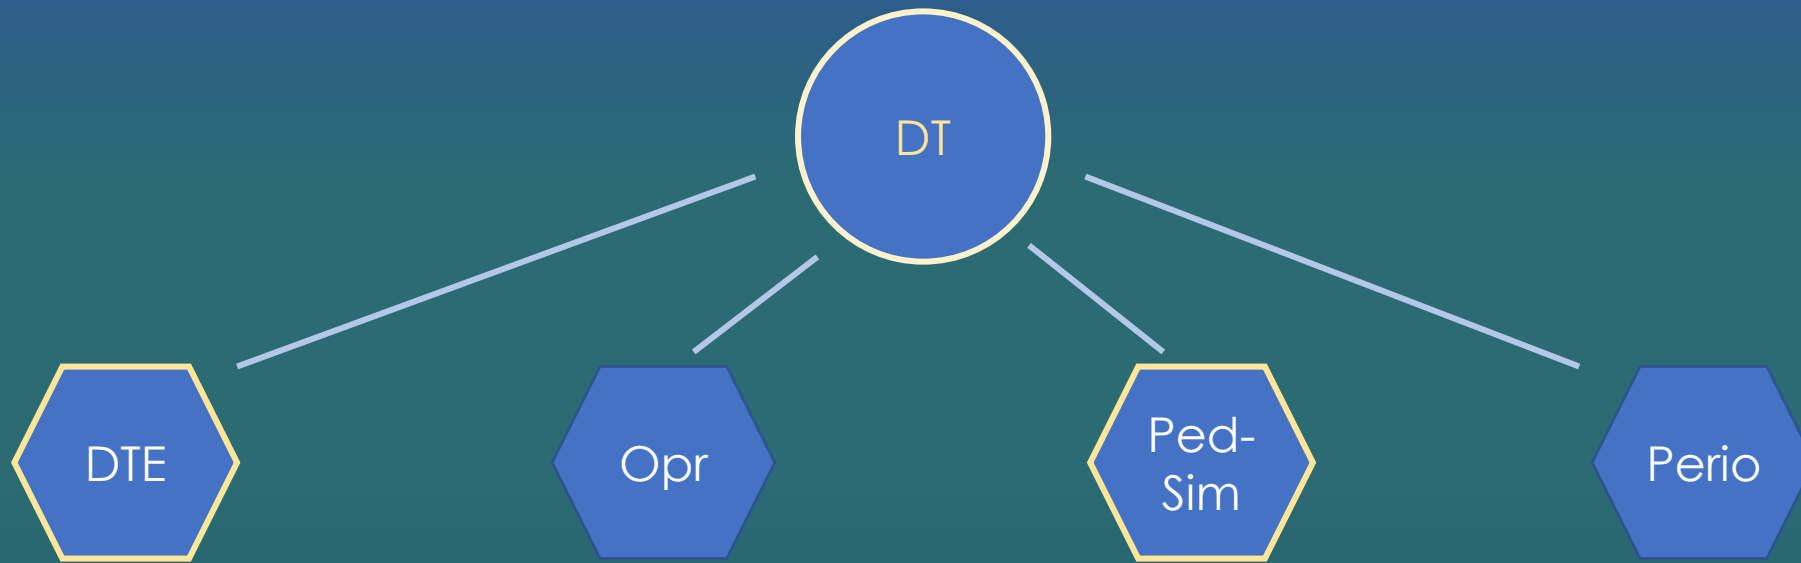 DT
DTE
Opr
Ped-
Sim
Perio